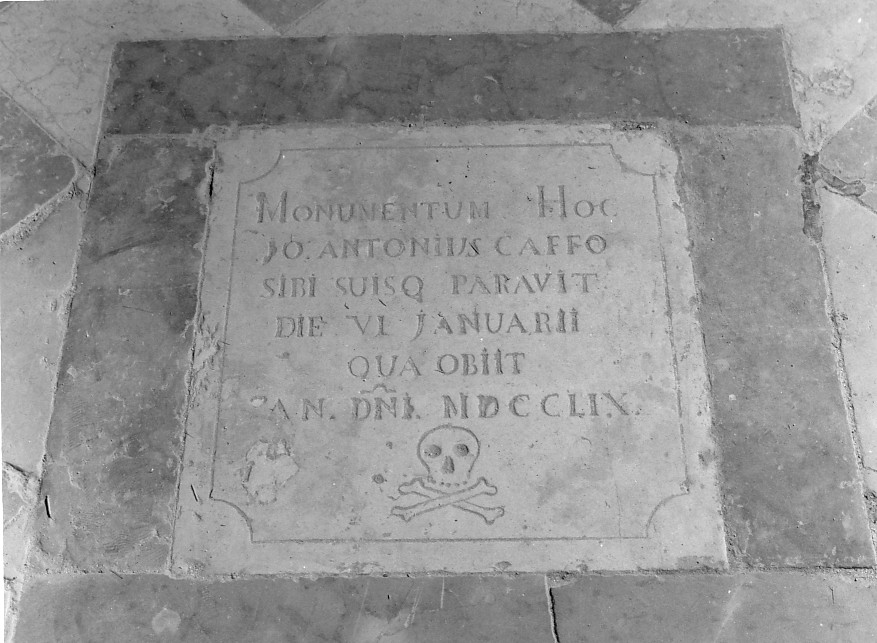 MONUMENTUM HOC
JO. ANTONIUS CAFFO
SIBI SUISQ PARAVIT
DIE VI JANUARII
QUA OBIIT
AN. DÑI. MDCCLIX.